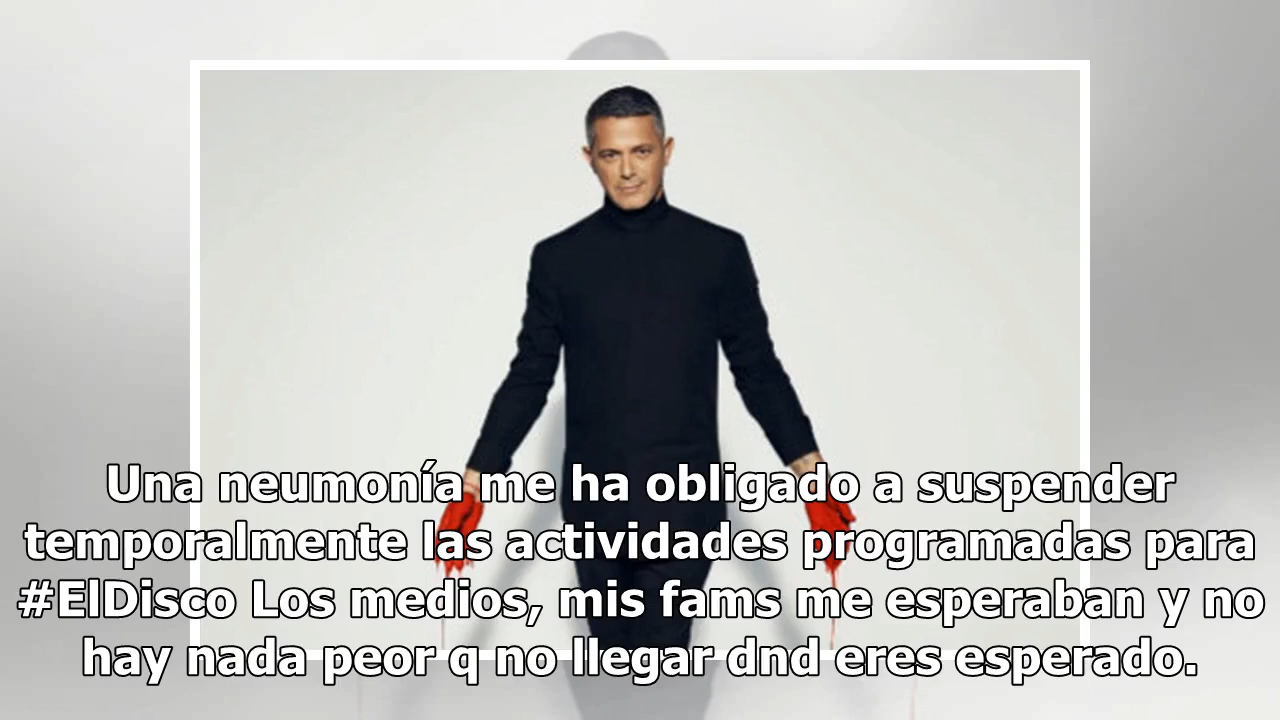 Una neumonía me ha obligado a suspender
temporalmente las actividades programadas para
#ElDisco Los medios, mis fams me esperaban y no
hay nada peor q no llegar dnd eres esperado.